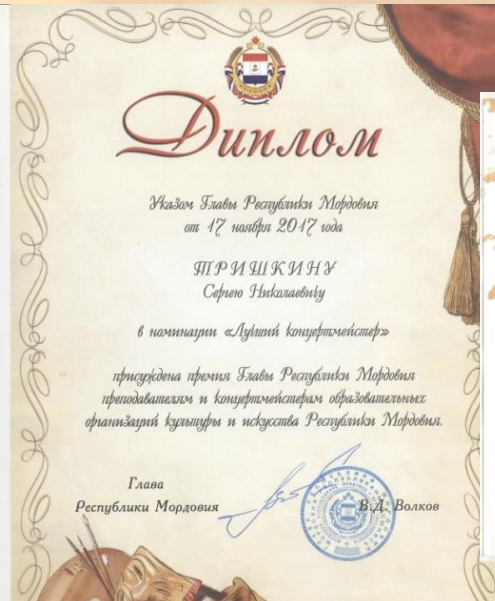 Диплом
Указом Главы Республики Мордовия
от 17 ноября 2017 года
ТРИШКИНУ
Сергею Николаевичу
в номинации «Лучший концертмейстер»
присуждена премия Главы Республики Мордовия
преподавателям и концертмейстерам образовательных
организаций культуры и искусства Республики Мордовия.
Глава
Республики Мордовия В.Д. Волков